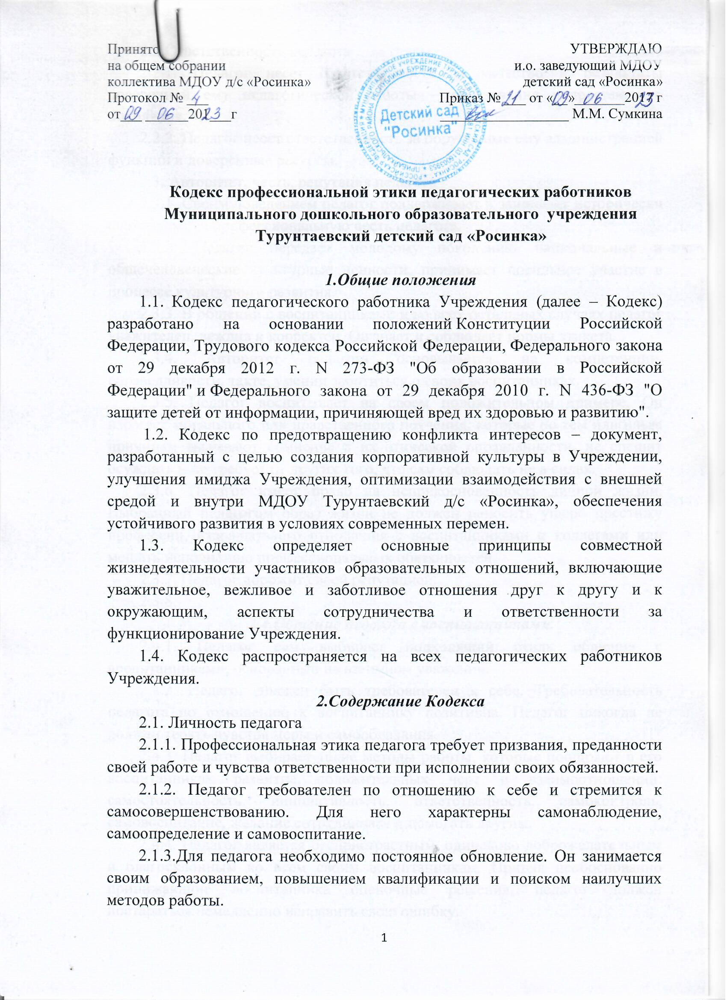 Принято
на общем собрании
коллектива МДОУ д/с «Росинка»
Протокол № 4
от 09 06 2023 г
УТВЕРЖДАЮ
и.о. заведующий МДОУ
детский сад «Росинка»
Приказ № 21 от «09» 06 2023 г
М.М. Сумкина
Детский сад
"Росинка"
Кодекс профессиональной этики педагогических работников
Муниципального дошкольного образовательного учреждения
Турунтаевский детский сад «Росинка»
1.Общие положения
1.1. Кодекс педагогического работника Учреждения (далее – Кодекс)
разработано на основании положений Конституции Российской
Федерации, Трудового кодекса Российской Федерации, Федерального закона
от 29 декабря 2012 г. N 273-ФЗ "Об образовании в Российской
Федерации" и Федерального закона от 29 декабря 2010 г. N 436-ФЗ "О
защите детей от информации, причиняющей вред их здоровью и развитию".
1.2. Кодекс по предотвращению конфликта интересов – документ,
разработанный с целью создания корпоративной культуры в Учреждении,
улучшения имиджа Учреждения, оптимизации взаимодействия с внешней
средой и внутри МДОУ Турунтаевский д/с «Росинка», обеспечения
устойчивого развития в условиях современных перемен.
1.3. Кодекс определяет основные принципы совместной
жизнедеятельности участников образовательных отношений, включающие
уважительное, вежливое и заботливое отношения друг к другу и к
окружающим, аспекты сотрудничества и ответственности за
функционирование Учреждения.
1.4. Кодекс распространяется на всех педагогических работников
Учреждения.
2.Содержание Кодекса
2.1. Личность педагога
2.1.1. Профессиональная этика педагога требует призвания, преданности
своей работе и чувства ответственности при исполнении своих обязанностей.
2.1.2. Педагог требователен по отношению к себе и стремится к
самосовершенствованию. Для него характерны самонаблюдение,
самоопределение и самовоспитание.
2.1.3.Для педагога необходимо постоянное обновление. Он занимается
своим образованием, повышением квалификации и поиском наилучших
методов работы.
1